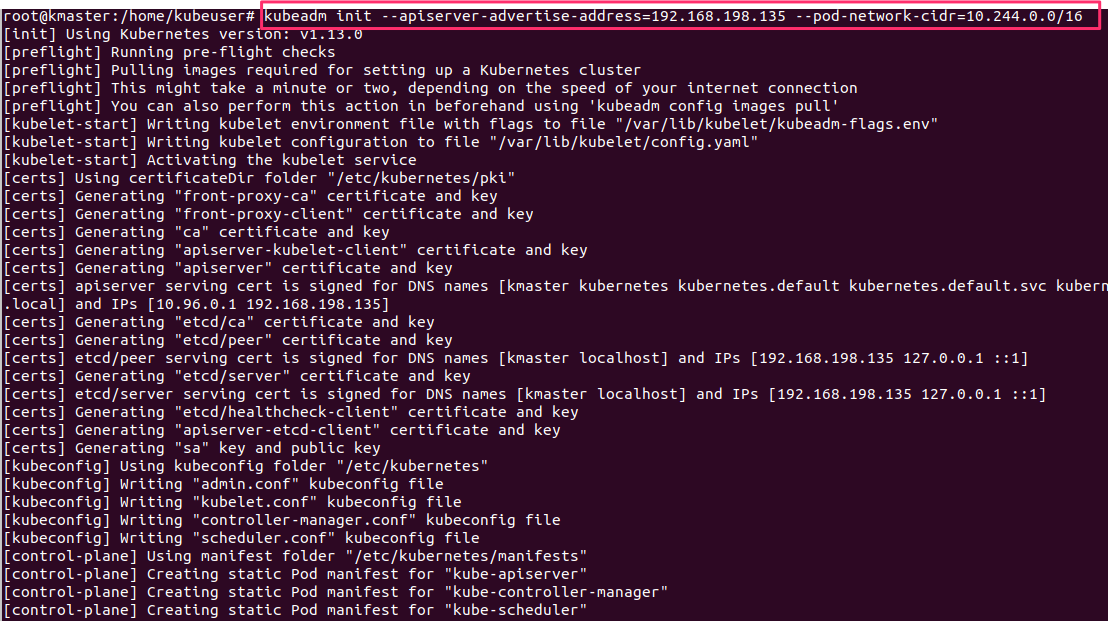 root@kmaster:/home/kubeuser# kubeadm init --apiserver-advertise-address=192.168.198.135 --pod-network-cidr=10.244.0.0/16
[init] Using Kubernetes version: v1.13.0
[preflight] Running pre-flight checks
[preflight] Pulling images required for setting up a Kubernetes cluster
[preflight] This might take a minute or two, depending on the speed of your internet connection
[preflight] You can also perform this action in beforehand using 'kubeadm config images pull'
[kubelet-start] Writing kubelet environment file with flags to file "/var/lib/kubelet/kubeadm-flags.env"
[kubelet-start] Writing kubelet configuration to file "/var/lib/kubelet/config.yaml"
[kubelet-start] Activating the kubelet service
[certs] Using certificateDir folder "/etc/kubernetes/pki"
[certs] Generating "front-proxy-ca" certificate and key
[certs] Generating "front-proxy-client" certificate and key
[certs] Generating "ca" certificate and key
[certs] Generating "apiserver-kubelet-client" certificate and key
[certs] Generating "apiserver" certificate and key
[certs] apiserver serving cert is signed for DNS names [kmaster kubernetes kubernetes.default kubernetes.default.svc kubern
.local] and IPs [10.96.0.1 192.168.198.135]
[certs] Generating "etcd/ca" certificate and key
[certs] Generating "etcd/peer" certificate and key
[certs] etcd/peer serving cert is signed for DNS names [kmaster localhost] and IPs [192.168.198.135 127.0.0.1 ::1]
[certs] Generating "etcd/server" certificate and key
[certs] etcd/server serving cert is signed for DNS names [kmaster localhost] and IPs [192.168.198.135 127.0.0.1 ::1]
[certs] Generating "etcd/healthcheck-client" certificate and key
[certs] Generating "apiserver-etcd-client" certificate and key
[certs] Generating "sa" key and public key
[kubeconfig] Using kubeconfig folder "/etc/kubernetes"
[kubeconfig] Writing "admin.conf" kubeconfig file
[kubeconfig] Writing "kubelet.conf" kubeconfig file
[kubeconfig] Writing "controller-manager.conf" kubeconfig file
[kubeconfig] Writing "scheduler.conf" kubeconfig file
[control-plane] Using manifest folder "/etc/kubernetes/manifests"
[control-plane] Creating static Pod manifest for "kube-apiserver"
[control-plane] Creating static Pod manifest for "kube-controller-manager"
[control-plane] Creating static Pod manifest for "kube-scheduler"